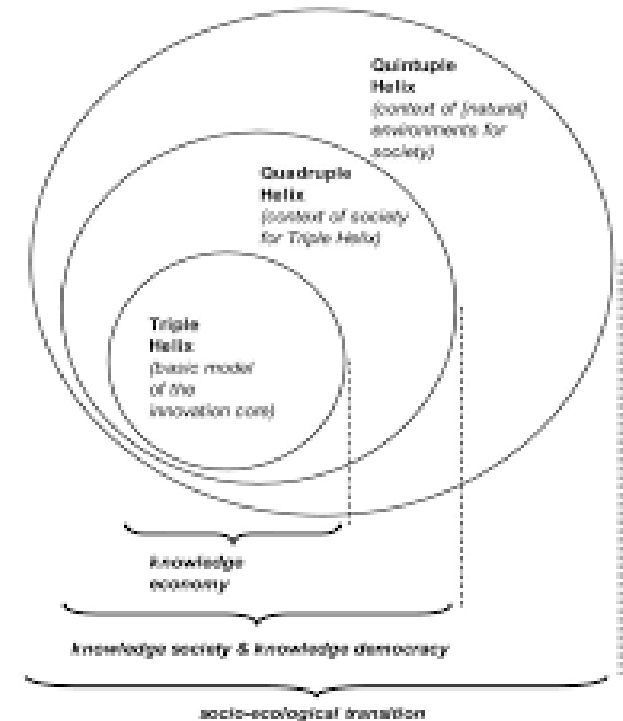 Quintuple
Helix
(context of [natural]
environments for
society)
Quadruple
Helix
(context of society
for Triple Helix)
Triple
Helix
(basic model
of the
innovation core)
knowledge
economy
knowledge society & knowledge democracy
socio-ecological transition